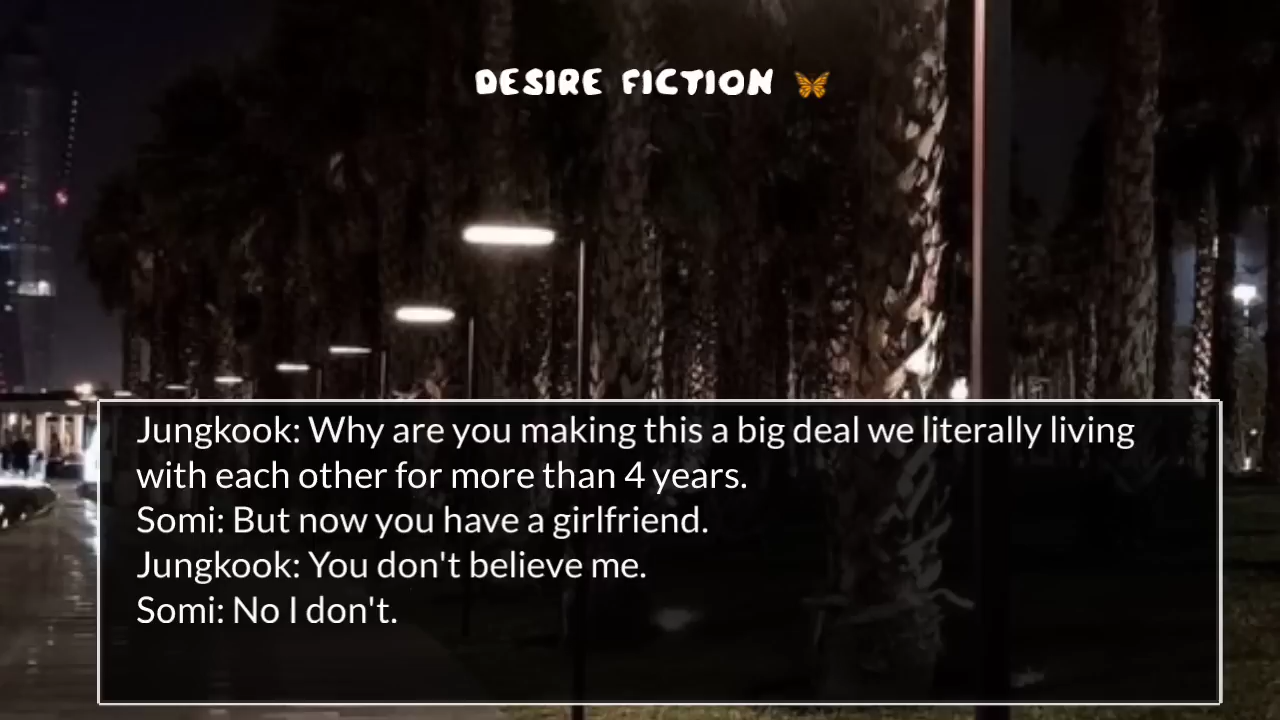 DESIRE FICTION 🦋
Jungkook: Why are you making this a big deal we literally living
with each other for more than 4 years.
Somi: But now you have a girlfriend.
Jungkook: You don't believe me.
Somi: No I don't.